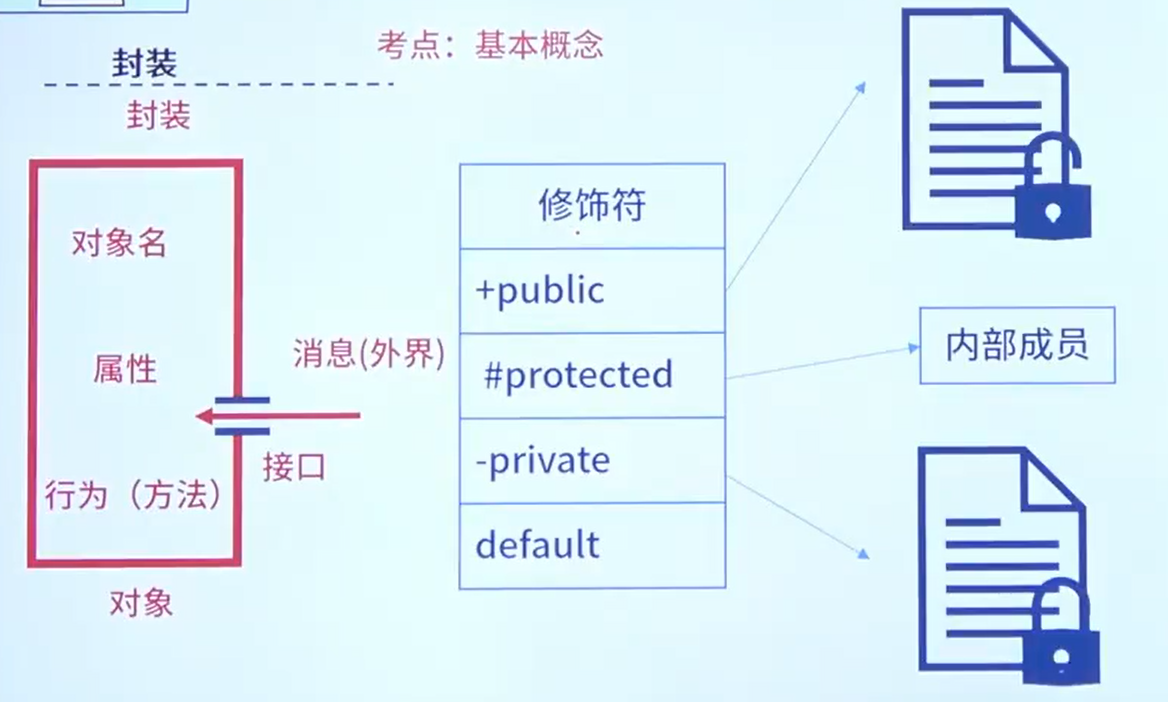 封装
考点：基本概念
封装
对象名
属性
行为（方法）
对象
消息(外界)
接口
修饰符
+public
#protected
-private
default
内部成员